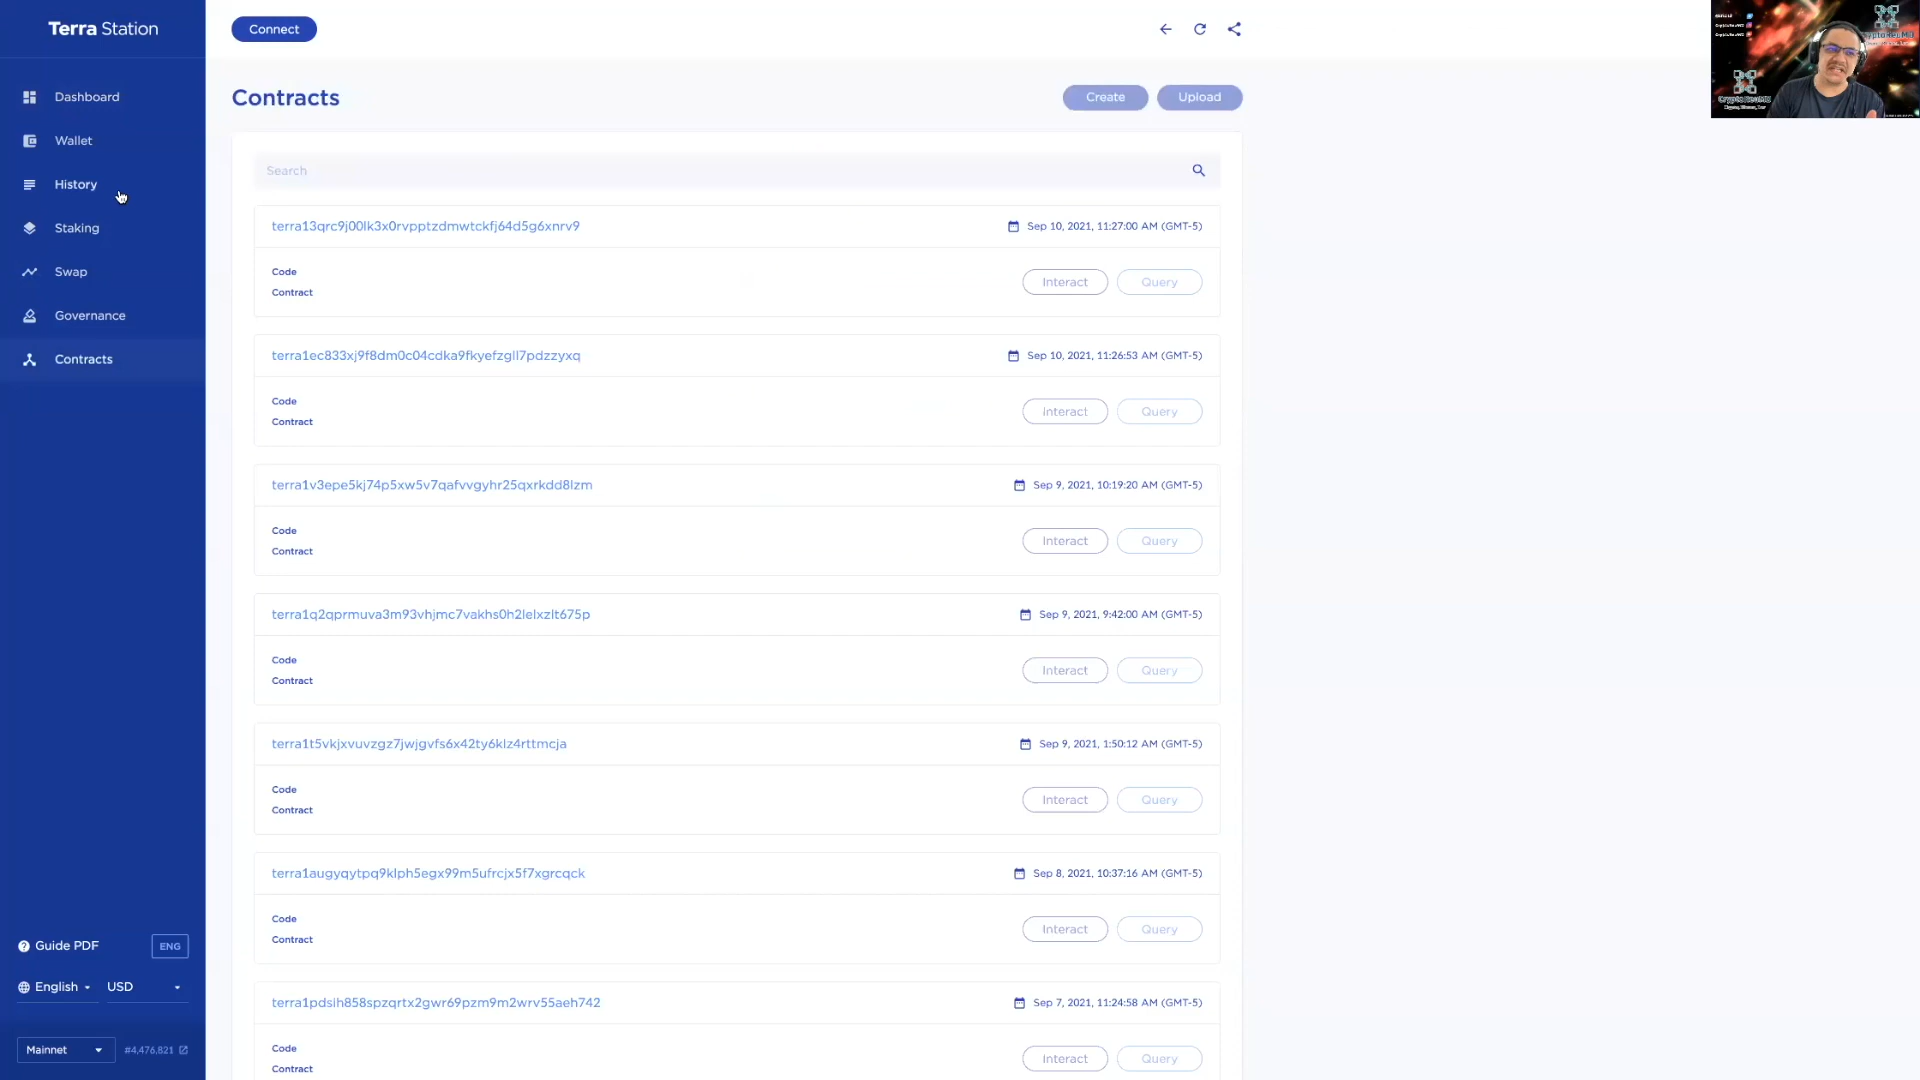 Terra Station
Connect
Dashboard
Wallet
History
Staking
Swap
Governance
Contracts
Contracts
Create
Upload
Search
terra13qrc9j00lk3x0rvpptzdmwtckfj64d5g6xnrv9
Sep 10, 2021, 11:27:00 AM (GMT-5)
Code
Contract
Interact
Query
terra1ec833xj9f8dm0c04cdka9fkyefzgll7pdzzyxq
Sep 10, 2021, 11:26:53 AM (GMT-5)
Code
Contract
Interact
Query
terra1v3epe5kj74p5xw5v7qafvvgyhr25qxrkdd8lzm
Sep 9, 2021, 10:19:20 AM (GMT-5)
Code
Contract
Interact
Query
terra1q2qprmuva3m93vhjmc7vakhs0h2lelxzlt675p
Sep 9, 2021, 9:42:00 AM (GMT-5)
Code
Contract
Interact
Query
terra1t5vkjxvuvzgz7jwjgvfs6x42ty6klz4rttmcja
Sep 9, 2021, 1:50:12 AM (GMT-5)
Code
Contract
Interact
Query
terra1augyqytpq9klph5egx99m5ufrcjx5f7xgrcqck
Sep 8, 2021, 10:37:16 AM (GMT-5)
Code
Contract
Interact
Query
terra1pdslh858spzqrtx2gwr69pzm9m2wrv55aeh742
Sep 7, 2021, 11:24:58 AM (GMT-5)
Code
Contract
Interact
Query
Guide PDF
ENG
English
USD
Mainnet
#4,476,821